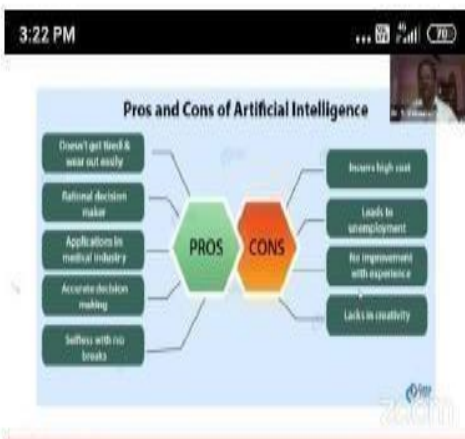 3:22 PM
70
Pros and Cons of Artificial Intelligence
Doesn't get tired &
wear out easily
Rational decision
maker
Applications in
medical industry
Accurate decision
making
Selfless with no
breaks
PROS
CONS
Incurs high cost
Leads to
unemployment
No improvement
with experience
Lacks in creativity
zoom